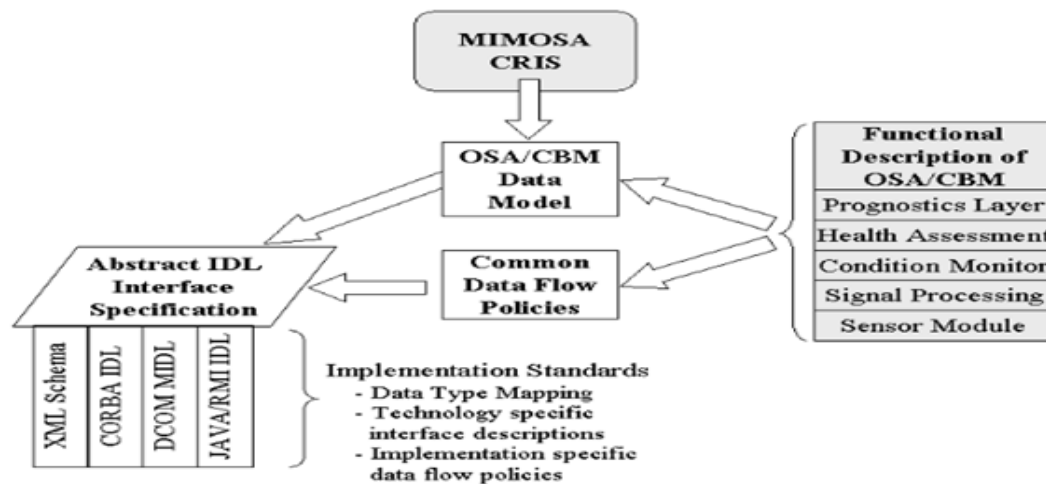 MIMOSA
CRIS
OSA/CBM
Data
Model
Functional
Description of
OSA/CBM
Prognostics Layer
Health Assessment
Condition Monitor
Signal Processing
Sensor Module
Common
Data Flow
Policies
Abstract IDL
Interface
Specification
XML Schema
CORBA IDL
DCOM MIDL
JAVA/RMI IDL
Implementation Standards
- Data Type Mapping
- Technology specific
interface descriptions
- Implementation specific
data flow policies